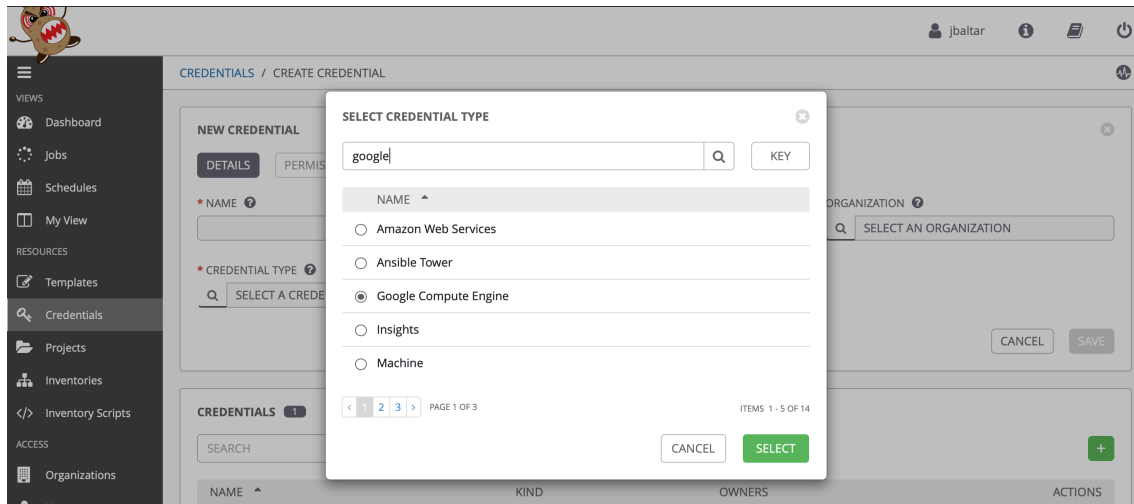 jbaltar
CREDENTIALS / CREATE CREDENTIAL
VIEWS
Dashboard
Jobs
Schedules
My View
RESOURCES
Templates
Credentials
Projects
Inventories
Inventory Scripts
ACCESS
Organizations
NEW CREDENTIAL
DETAILS
PERMIS
* NAME
* CREDENTIAL TYPE
SELECT A CREDE
ORGANIZATION
SELECT AN ORGANIZATION
CANCEL
SAVE
SELECT CREDENTIAL TYPE
google
KEY
NAME
Amazon Web Services
Ansible Tower
Google Compute Engine
Insights
Machine
< 1 2 3 > PAGE 1 OF 3
ITEMS 1 - 5 OF 14
CANCEL
SELECT
CREDENTIALS 1
SEARCH
+
NAME KIND OWNERS ACTIONS